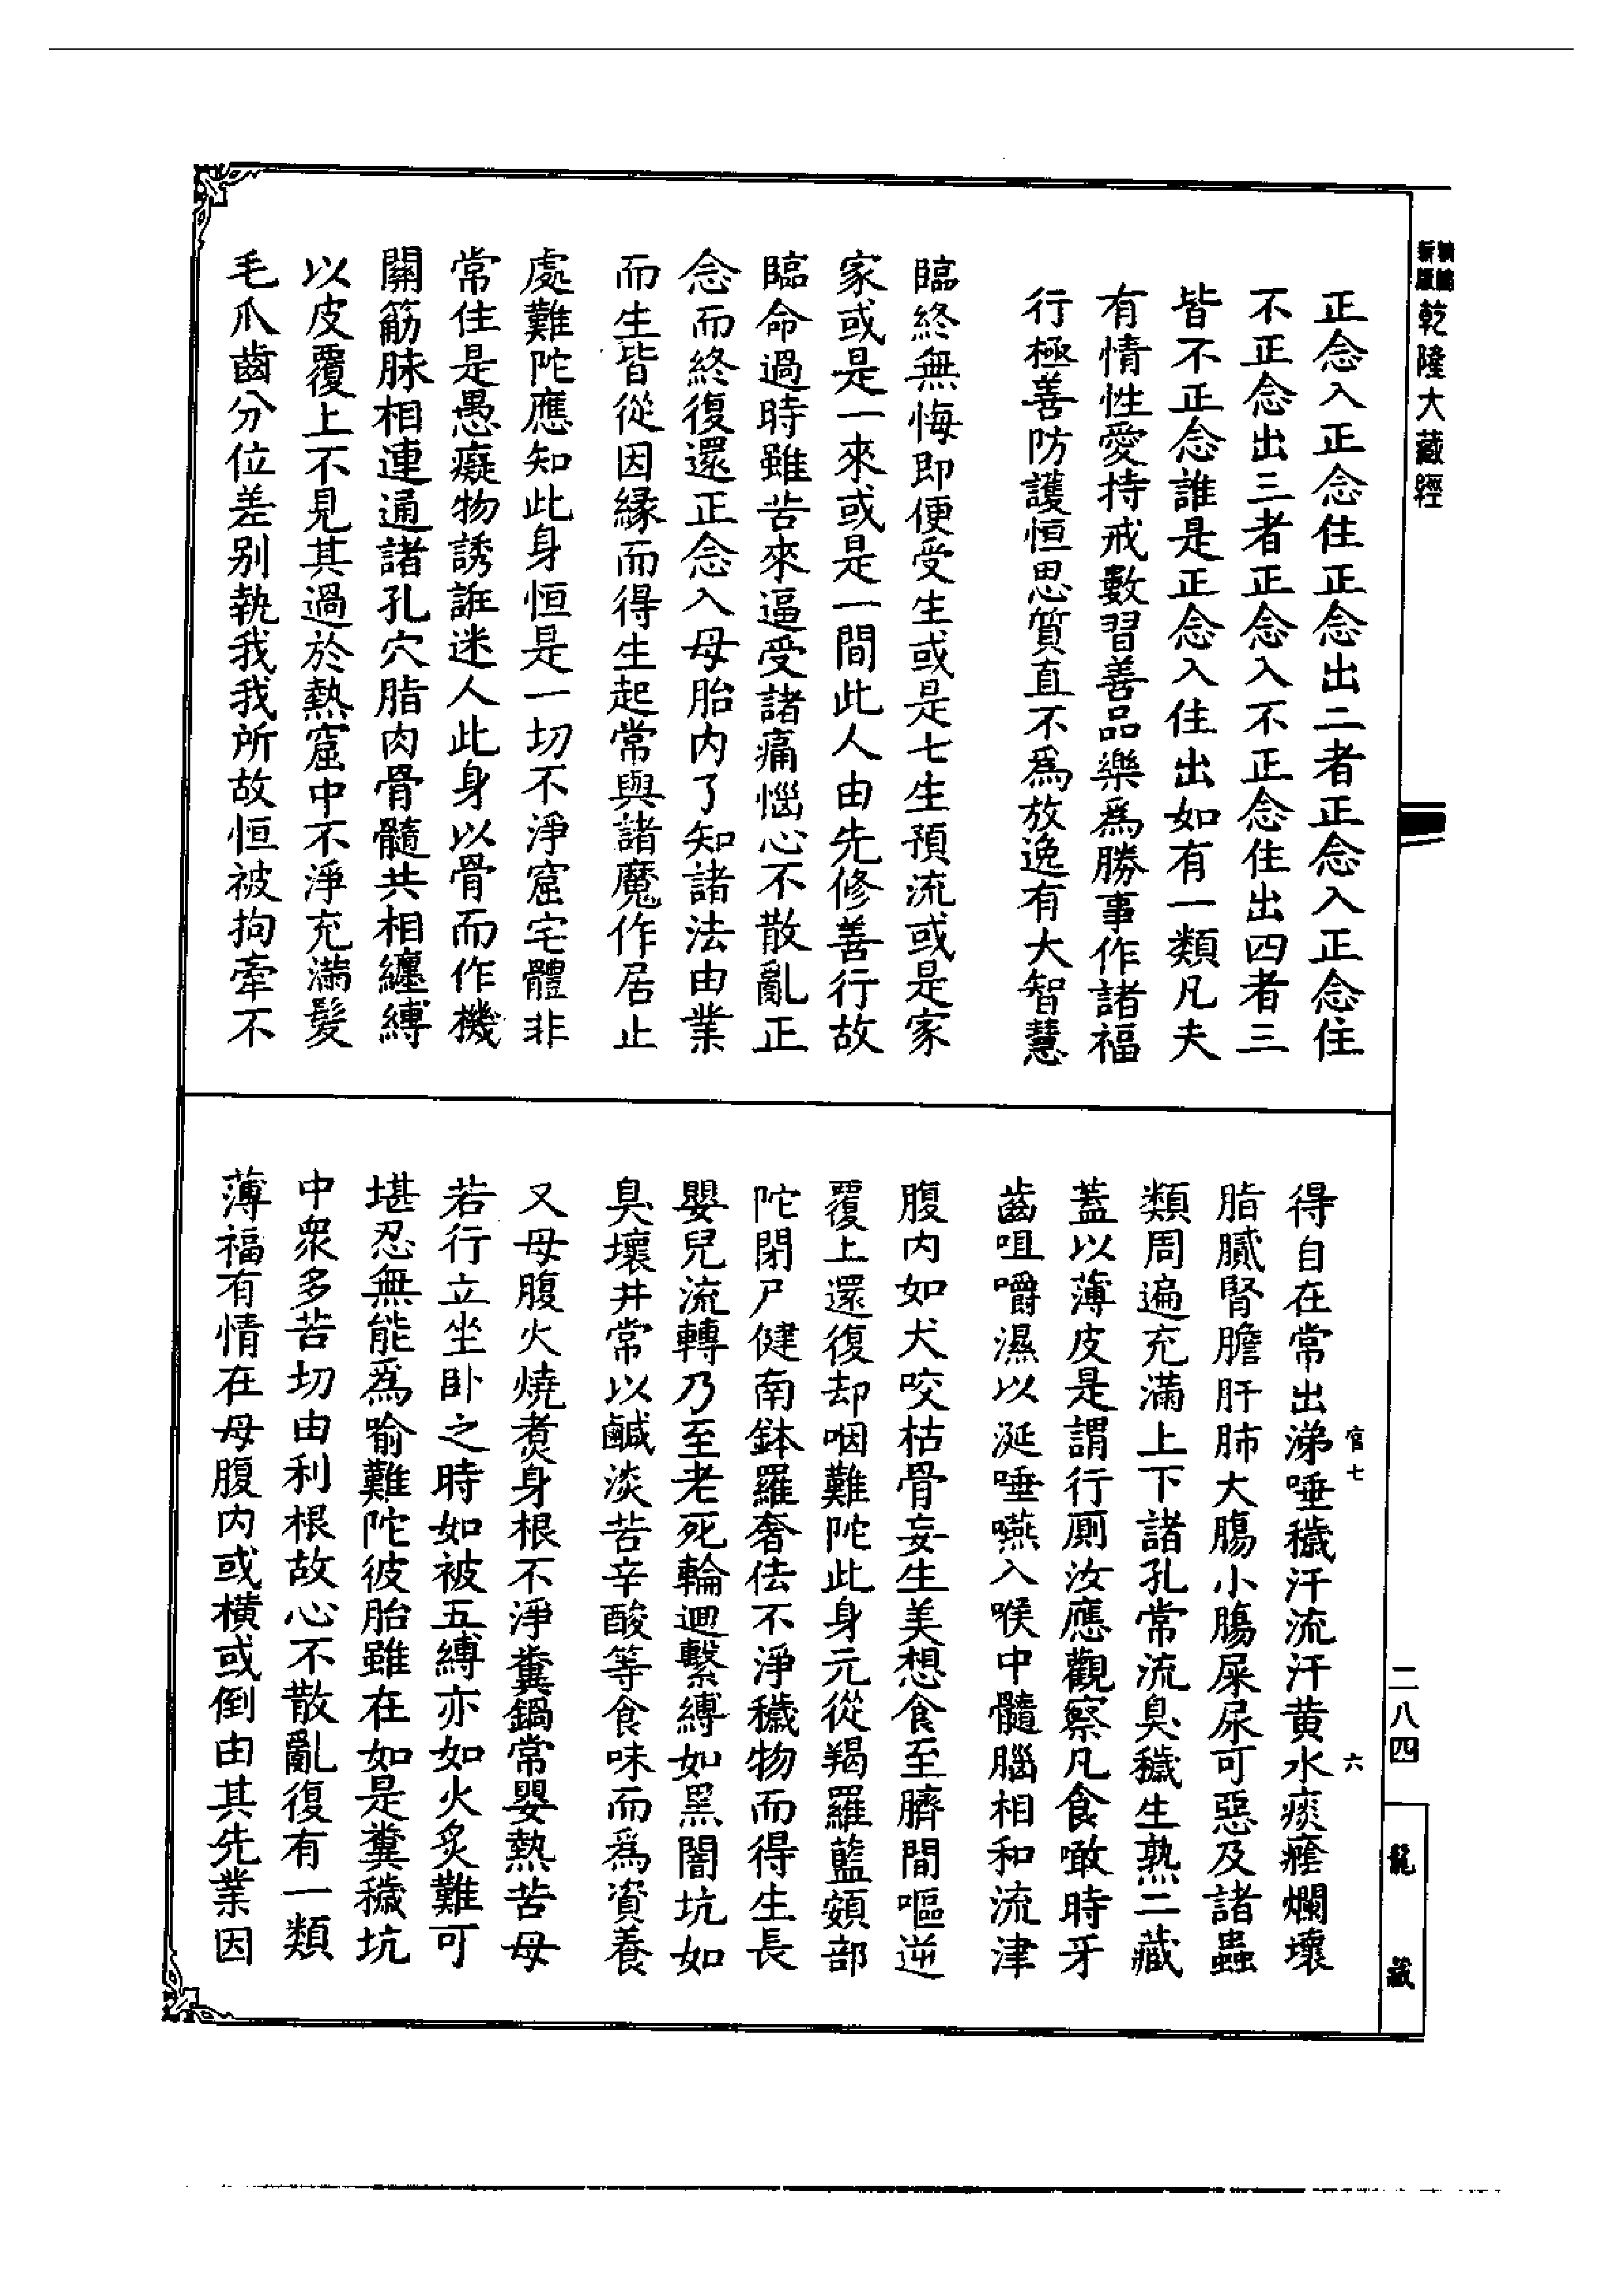 新編
新版
乾隆大藏經
正念入正念住正念出二者正念入正念住
不正念出三者正念入不正念住出四者三
皆不正念誰是正念入住出如有一類凡夫
有情性愛持戒數習善品樂為勝事作諸福
行極善防護恒思質直不為放逸有大智慧
臨終無悔即便受生或是七生預流或是家
家或是一來或是一間此人由先修善行故
臨命過時雖苦來逼受諸痛惱心不散亂正
念而終復還正念入母胎內了知諸法由業
而生皆從因緣而得生起常與諸魔作居止
處難陀應知此身恒是一切不淨窟宅體非
常住是愚癡物誘誑迷人此身以骨而作機
關筋脉相連通諸孔穴脂肉骨髓共相纏縛
以皮覆上不見其過於熱窟中不淨充滿髮
毛爪齒分位差別執我我所故恒被拘牽不
得自在常出涕唾穢汗流汙黃水痰癊爛壞
脂膩腎膽肝肺大腸小腸屎尿可惡及諸蟲
類周遍充滿上下諸孔常流臭穢生熟二藏
蓋以薄皮是謂行厠汝應觀察凡食噉時牙
齒咀嚼濕以涎唾嚥入喉中髓腦相和流津
腹內如犬咬枯骨妄生美想食至臍間嘔逆
覆上還復却咽難陀此身元從羯羅藍頞部
陀閉尸健南鉢羅奢佉不淨穢物而得生長
嬰兒流轉乃至老死輪迴繫縛如黑闇坑如
臭壞井常以鹹淡苦辛酸等食味而為資養
又母腹火燒煑身根不淨糞鍋常嬰熱苦母
若行立坐卧之時如被五縛亦如火炙難可
堪忍無能為喻難陀彼胎雖在如是糞穢坑
中衆多苦切由利根故心不散亂復有一類
薄福有情在母腹內或橫或倒由其先業因
官七
六
二八四
龍藏